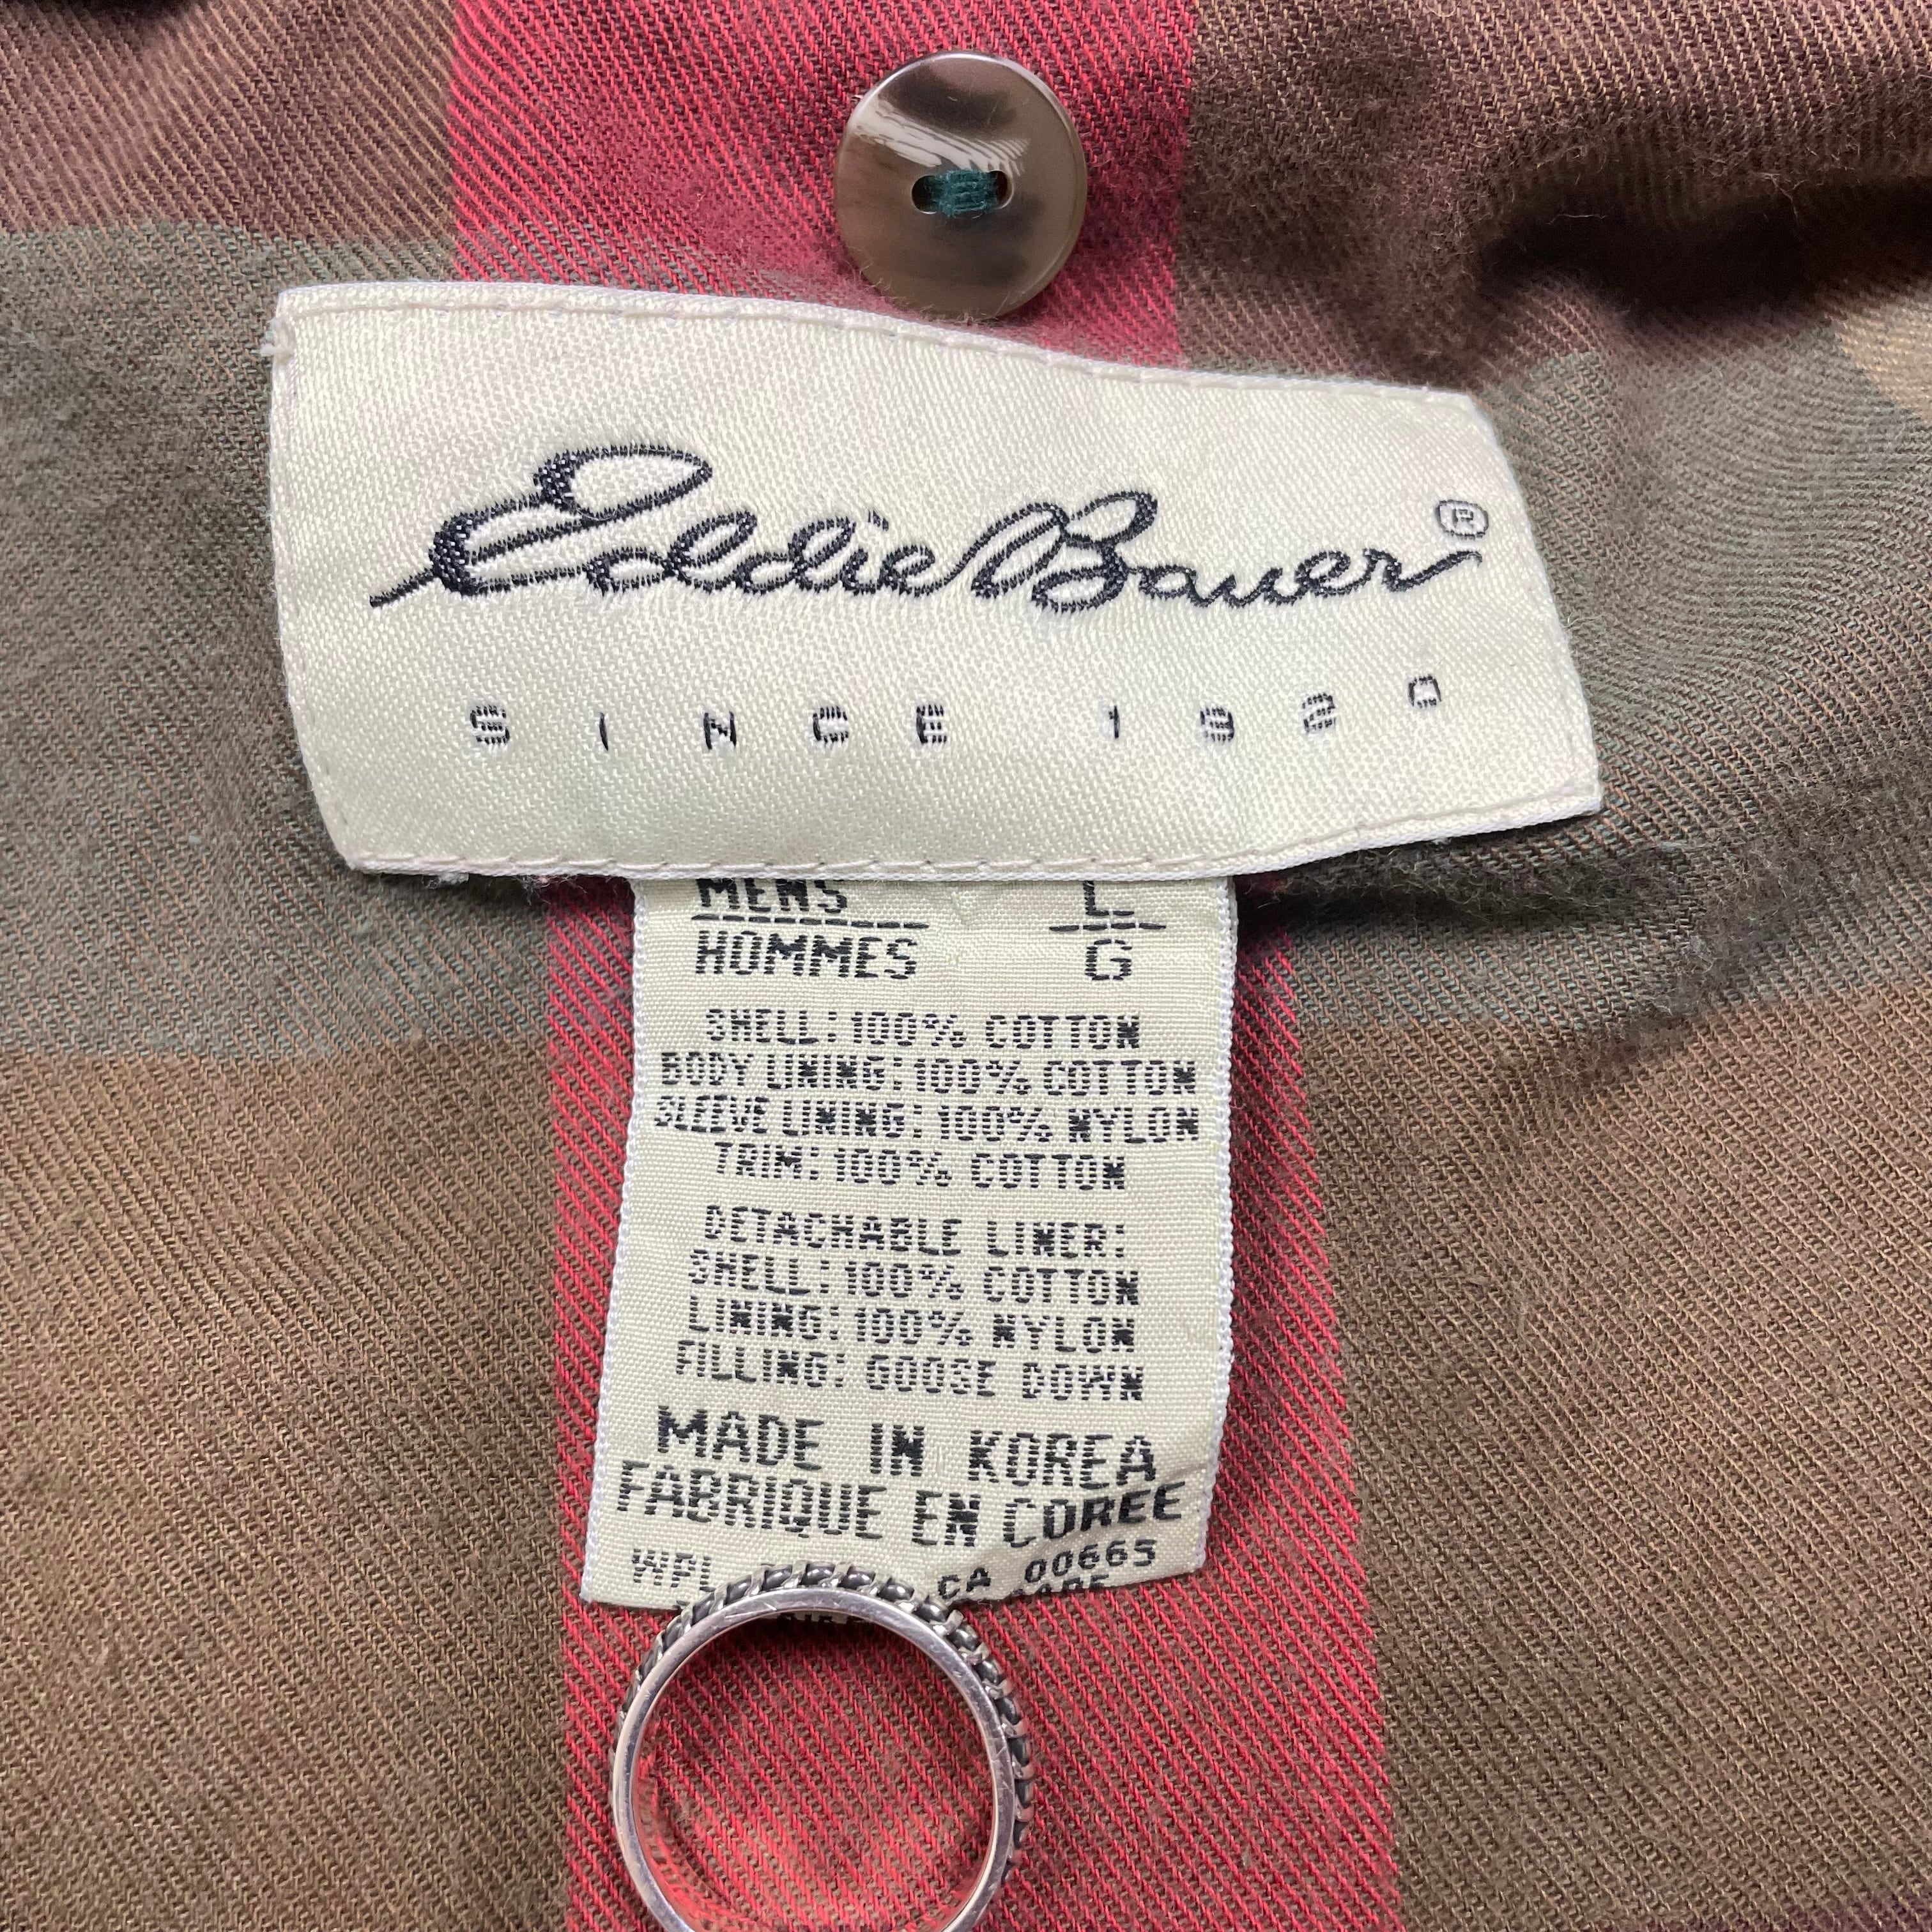 Eddie Bauer®
SINCE 1920
MENS L
HOMMES G
SHELL: 100% COTTON
BODY LINING: 100% COTTON
SLEEVE LINING: 100% NYLON
TRIM: 100% COTTON
DETACHABLE LINER:
SHELL: 100% COTTON
LINING: 100% NYLON
FILLING: GOOSE DOWN
MADE IN KOREA
FABRIQUE EN COREE
WPL CA 00665